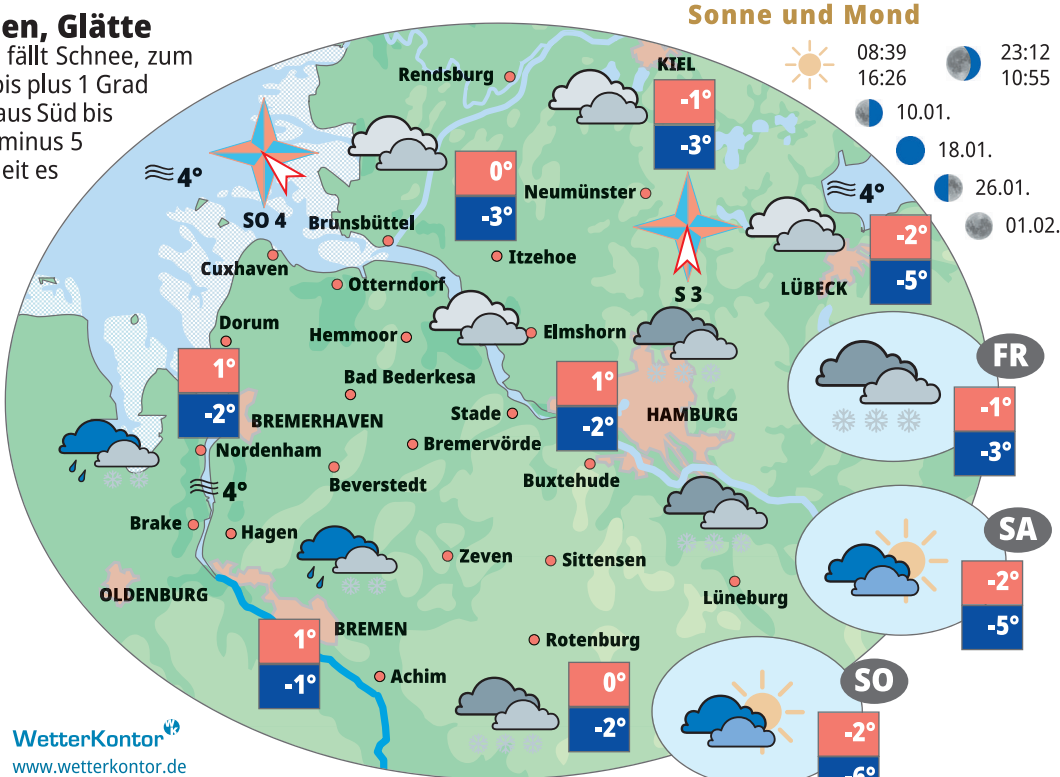 en, Glätte
fällt Schnee, zum
bis plus 1 Grad
aus Süd bis
minus 5
eit es
Sonne und Mond
08:39
16:26
23:12
10:55
10.01.
18.01.
26.01.
01.02.
Rendsburg
KIEL
-1°
-3°
4°
SO 4
0°
-3°
Neumünster
4°
Brunsbüttel
Cuxhaven
Itzehoe
S 3
-2°
-5°
LÜBECK
Otterndorf
Dorum
Hemmoor
Elmshorn
FR
-1°
-3°
1°
-2°
Bad Bederkesa
1°
-2°
BREMERHAVEN
Stade
HAMBURG
Nordenham
Bremervörde
Beverstedt
Buxtehude
4°
Brake
Hagen
SA
-2°
-5°
Zeven
Sittensen
OLDENBURG
Lüneburg
1°
-1°
BREMEN
Rotenburg
Achim
0°
-2°
SO
-2°
-6°
WetterKontor
www.wetterkontor.de